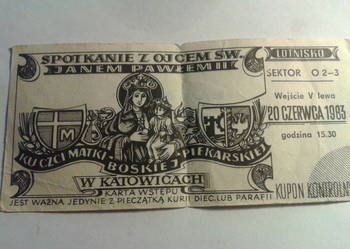 SPOTKANIE Z OJCEM ŚW.
JANEM PAWŁEM II
KU CZCI MATKI
BOSKIEJ PIEKARSKIEJ
W KATOWICACH
KARTA WSTĘPU
JEST WAŻNA JEDYNIE Z PIECZĄTKĄ KURII DIEC. LUB PARAFII
M
LOTNISKO
SEKTOR O 2-3
Wejście V lewa
20 CZERWCA 1983
godzina 15.30
KUPON KONTROLN